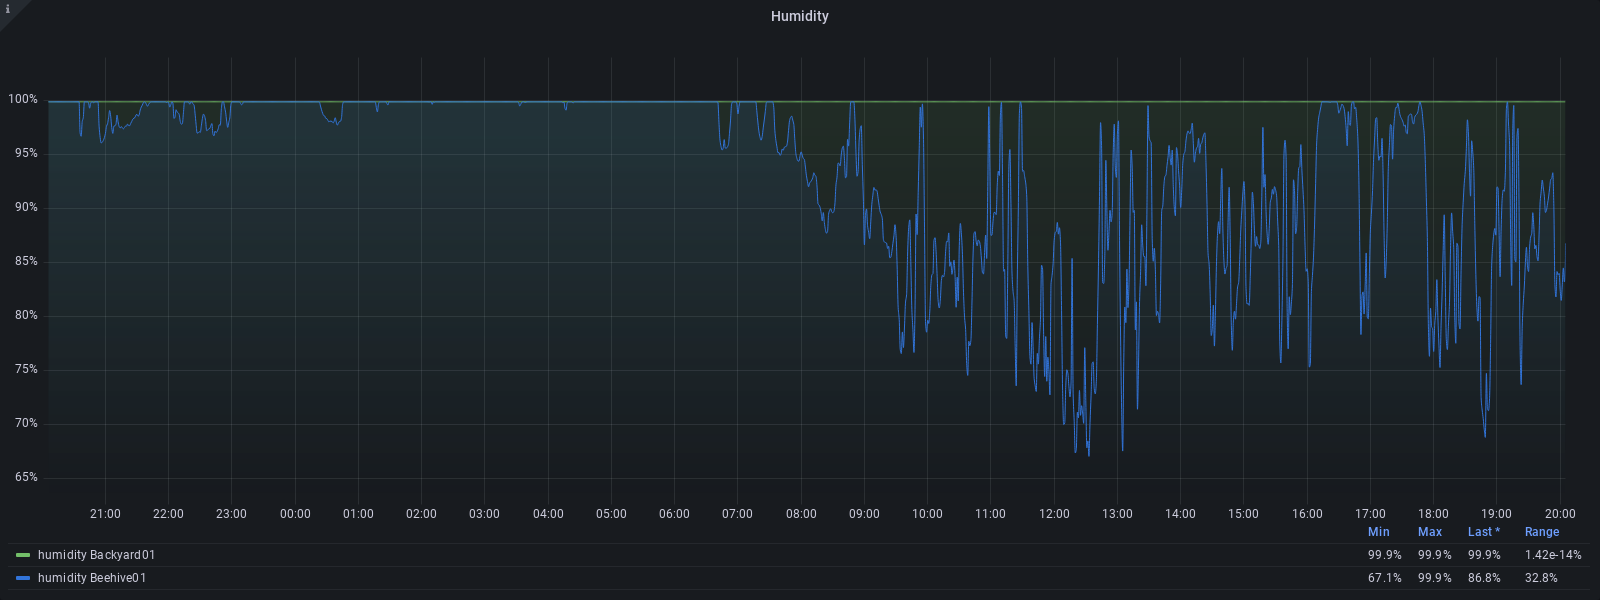 i
Humidity
100%
95%
90%
85%
80%
75%
70%
65%
21:00 22:00 23:00 00:00 01:00 02:00 03:00 04:00 05:00 06:00 07:00 08:00 09:00 10:00 11:00 12:00 13:00 14:00 15:00 16:00 17:00 18:00 19:00 20:00
Min Max Last * Range
humidity Backyard01 99.9% 99.9% 99.9% 1.42e-14%
humidity Beehive01 67.1% 99.9% 86.8% 32.8%